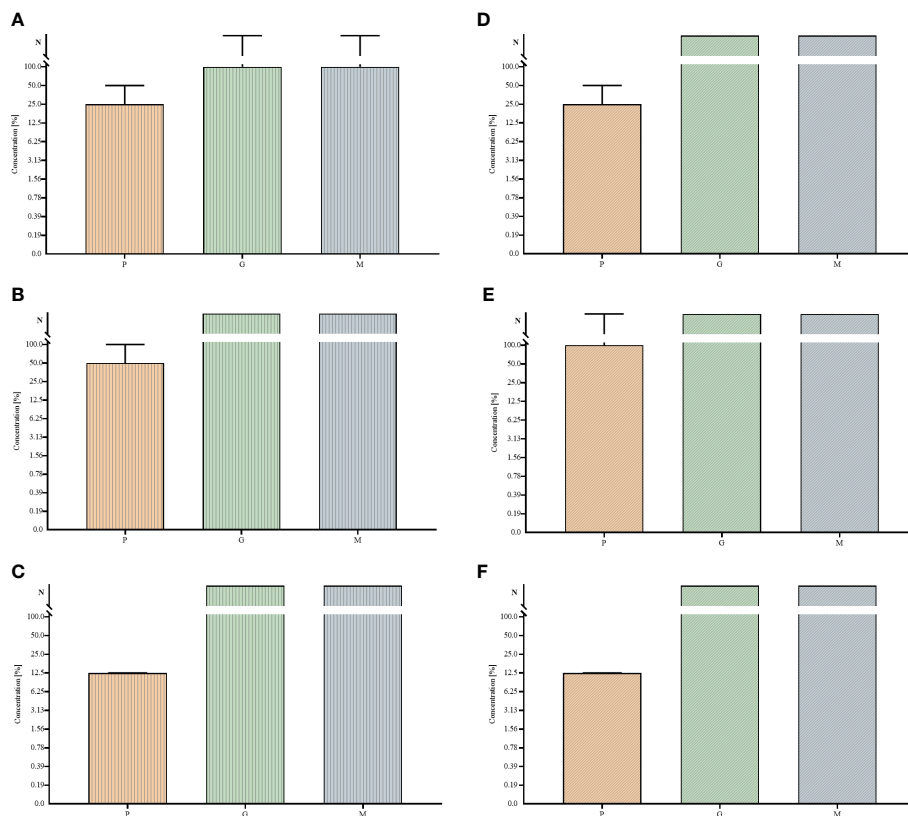 A
Concentration [%]
N
100.0
50.0
25.0
12.5
6.25
3.13
1.56
0.78
0.39
0.19
0.0
P G M
B
Concentration [%]
N
100.0
50.0
25.0
12.5
6.25
3.13
1.56
0.78
0.39
0.19
0.0
P G M
C
Concentration [%]
N
100.0
50.0
25.0
12.5
6.25
3.13
1.56
0.78
0.39
0.19
0.0
P G M
D
Concentration [%]
N
100.0
50.0
25.0
12.5
6.25
3.13
1.56
0.78
0.39
0.19
0.0
P G M
E
Concentration [%]
N
100.0
50.0
25.0
12.5
6.25
3.13
1.56
0.78
0.39
0.19
0.0
P G M
F
Concentration [%]
N
100.0
50.0
25.0
12.5
6.25
3.13
1.56
0.78
0.39
0.19
0.0
P G M